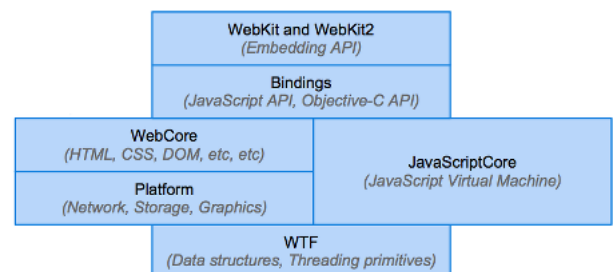 WebKit and WebKit2
(Embedding API)
Bindings
(JavaScript API, Objective-C API)
WebCore
(HTML, CSS, DOM, etc, etc)
JavaScriptCore
(JavaScript Virtual Machine)
Platform
(Network, Storage, Graphics)
WTF
(Data structures, Threading primitives)